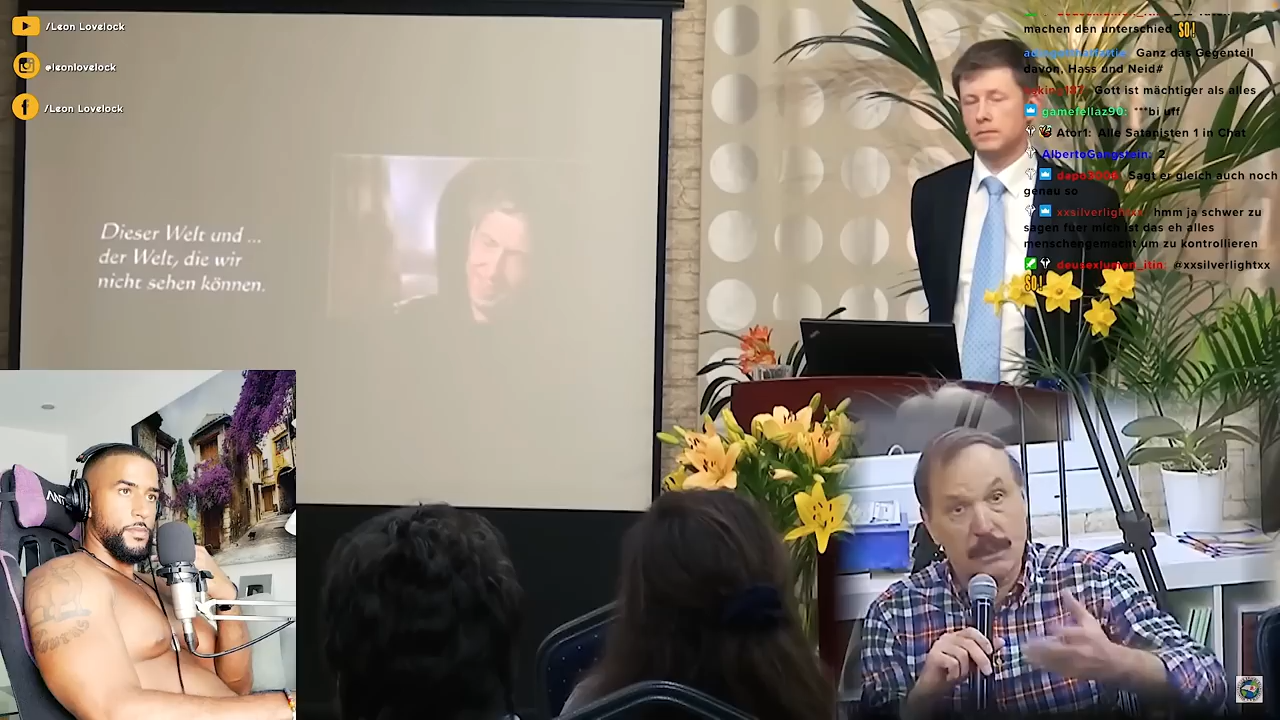 /Leon Lovelock
@leonlovelock
/Leon Lovelock
Dieser Welt und ...
der Welt, die wir
nicht sehen können.
machen den unterschied SO!
Ganz das Gegenteil
davon, Hass und Neid#
Gott ist mächtiger als alles
gamefellaz90: ***bi uff
Ator1: Alle Satanisten 1 in Chat
AlbertoGangstein: 2
Sagt er gleich auch noch
genau so
xxsilverlightxx hmm ja schwer zu
sagen fuer mich ist das eh alles
menschengemacht um zu kontrollieren
@xxsilverlightxx
SO!